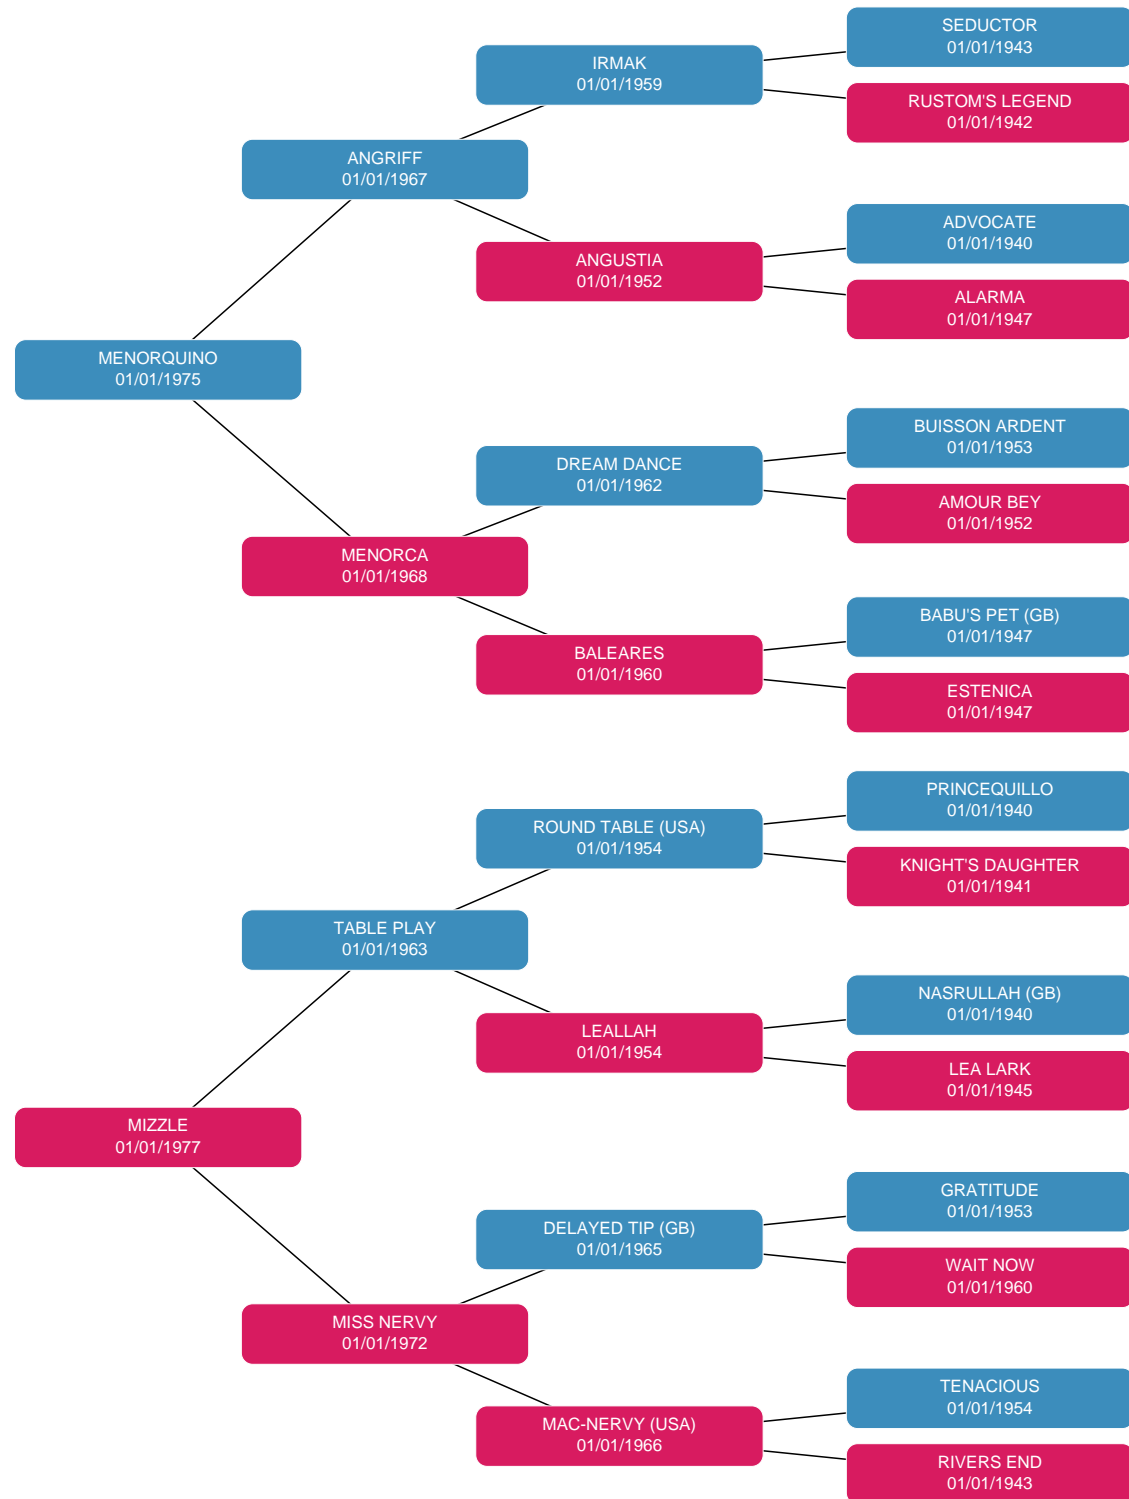 SEDUCTOR
01/01/1943
IRMAK
01/01/1959
RUSTOM'S LEGEND
01/01/1942
ANGRIFF
01/01/1967
ADVOCATE
01/01/1940
ANGUSTIA
01/01/1952
ALARMA
01/01/1947
MENORQUINO
01/01/1975
BUISSON ARDENT
01/01/1953
DREAM DANCE
01/01/1962
AMOUR BEY
01/01/1952
MENORCA
01/01/1968
BABU'S PET (GB)
01/01/1947
BALEARES
01/01/1960
ESTENICA
01/01/1947
PRINCEQUILLO
01/01/1940
ROUND TABLE (USA)
01/01/1954
KNIGHT'S DAUGHTER
01/01/1941
TABLE PLAY
01/01/1963
NASRULLAH (GB)
01/01/1940
LEALLAH
01/01/1954
LEA LARK
01/01/1945
MIZZLE
01/01/1977
GRATITUDE
01/01/1953
DELAYED TIP (GB)
01/01/1965
WAIT NOW
01/01/1960
MISS NERVY
01/01/1972
TENACIOUS
01/01/1954
MAC-NERVY (USA)
01/01/1966
RIVERS END
01/01/1943